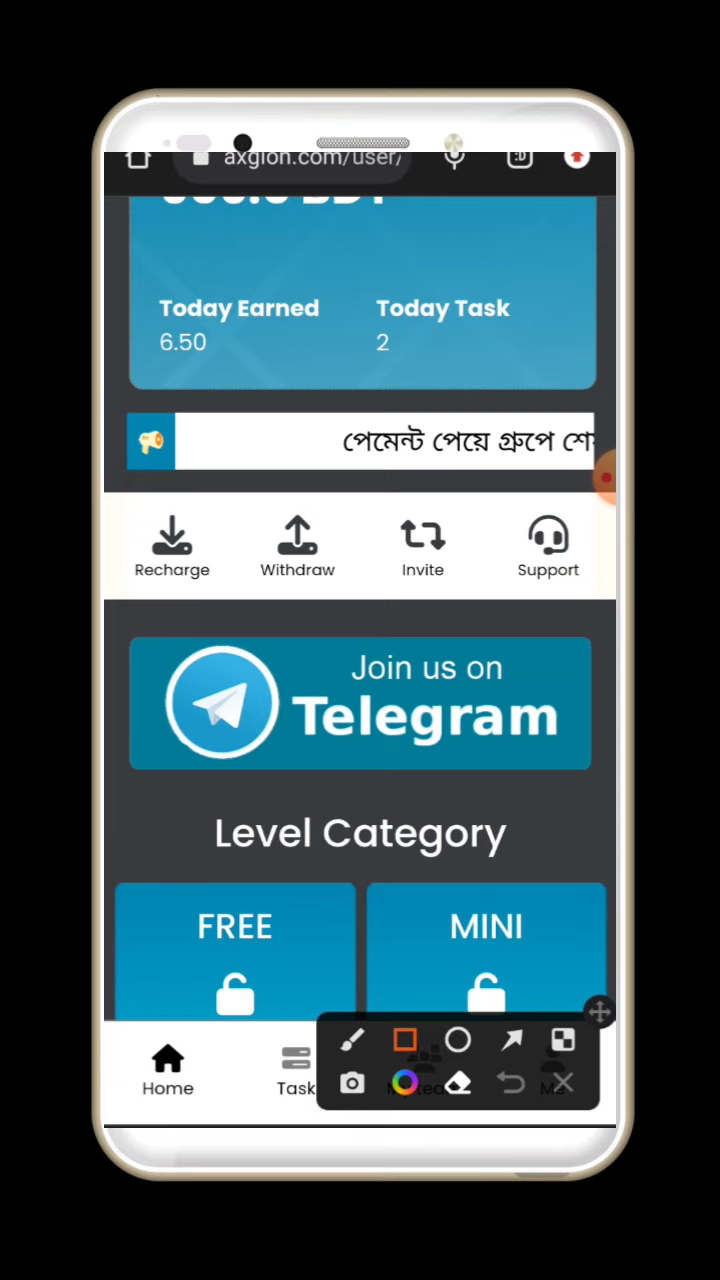 axgion.com/user/
:D
Today Earned
Today Task
6.50
2
পেমেন্ট পেয়ে গ্রুপে
Recharge
Withdraw
Invite
Support
Join us on
Telegram
Level Category
FREE
MINI
Home
Task
Me